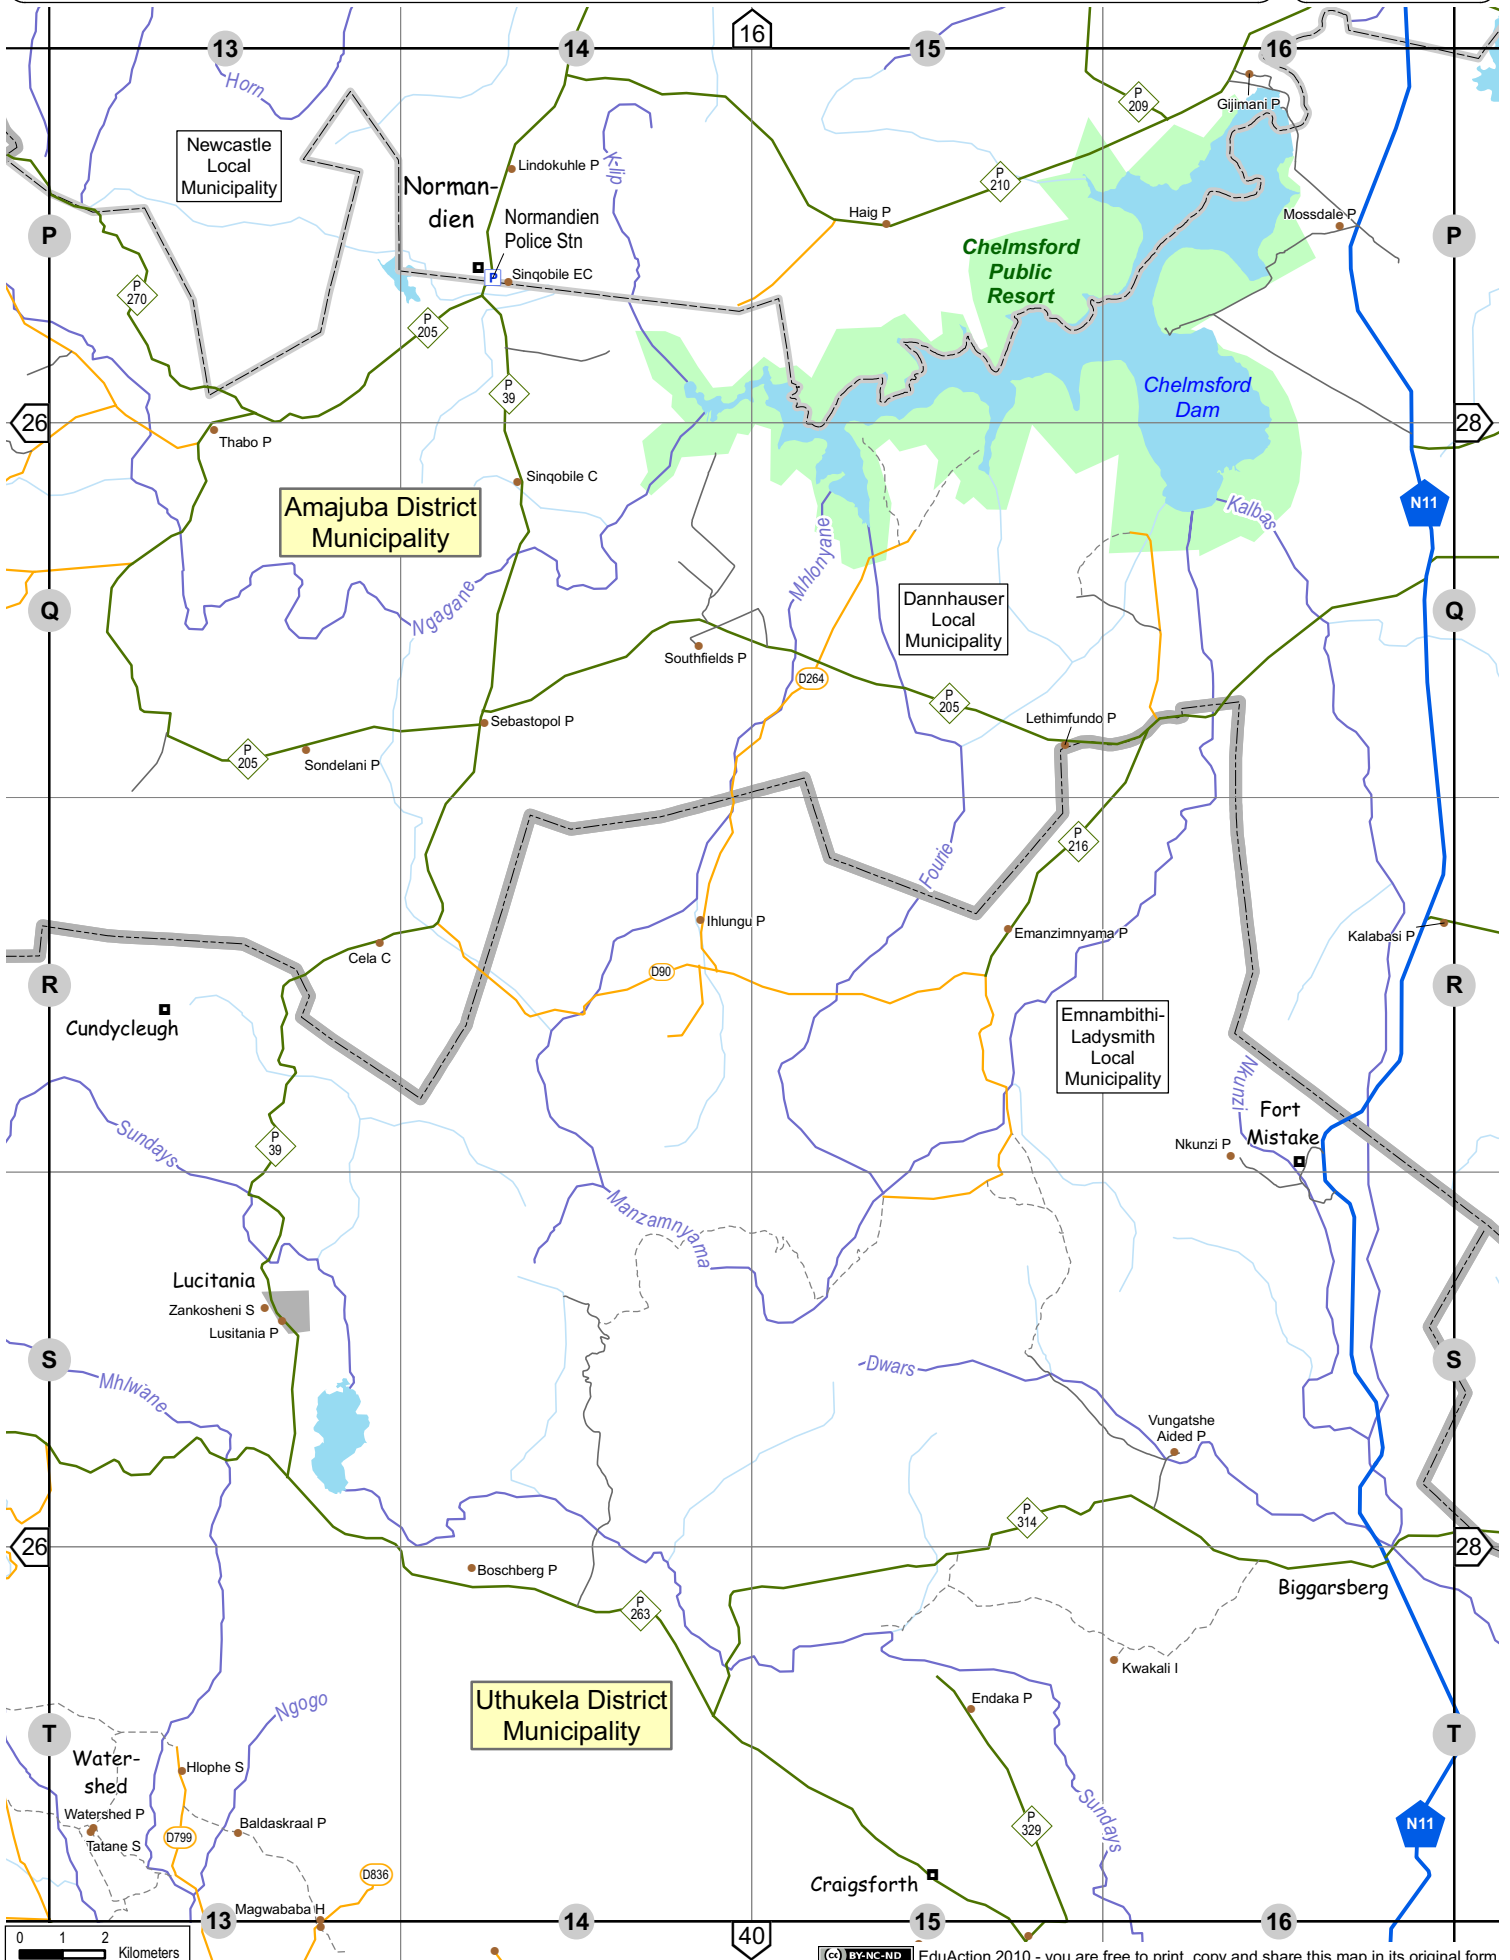 16
13
14
15
16
Horn
Gijimani P
P
209
Newcastle
Local
Municipality
Klip
Lindokuhle P
Norman-
dien
P
210
Normandien
Police Stn
Haig P
Mossdale P
P
P
Chelmsford
Public
Resort
P
Sinqobile EC
P
270
P
205
P
39
Chelmsford
Dam
26
28
Thabo P
Sinqobile C
Amajuba District
Municipality
N11
Kalbas
Mhlonyane
Ngagane
Q
Q
Dannhauser
Local
Municipality
Southfields P
D264
P
205
Lethimfundo P
Sebastopol P
Sondelani P
P
205
P
216
Fourie
Ihlungu P
Emanzimnyama P
Kalabasi P
Cela C
D90
R
R
Cundycleugh
Emnambithi-
Ladysmith
Local
Municipality
Nkunzi
Fort
Mistake
Nkunzi P
Sundays
P
39
Manzamnyama
Lucitania
Zankosheni S
Lusitania P
S
S
Mhlwane
Dwars
Vungatshe
Aided P
P
314
26
28
Boschberg P
Biggarsberg
P
263
Kwakali I
Uthukela District
Municipality
Endaka P
Ngogo
T
T
Water-
shed
Hlophe S
Watershed P
Tatane S
Baldaskraal P
D799
Sundays
P
329
N11
D836
Craigsforth
Magwababa H
13
14
15
16
0 1 2
Kilometers
40
(cc) BY-NC-ND EduAction 2010 - you are free to print, copy and share this map in its original form